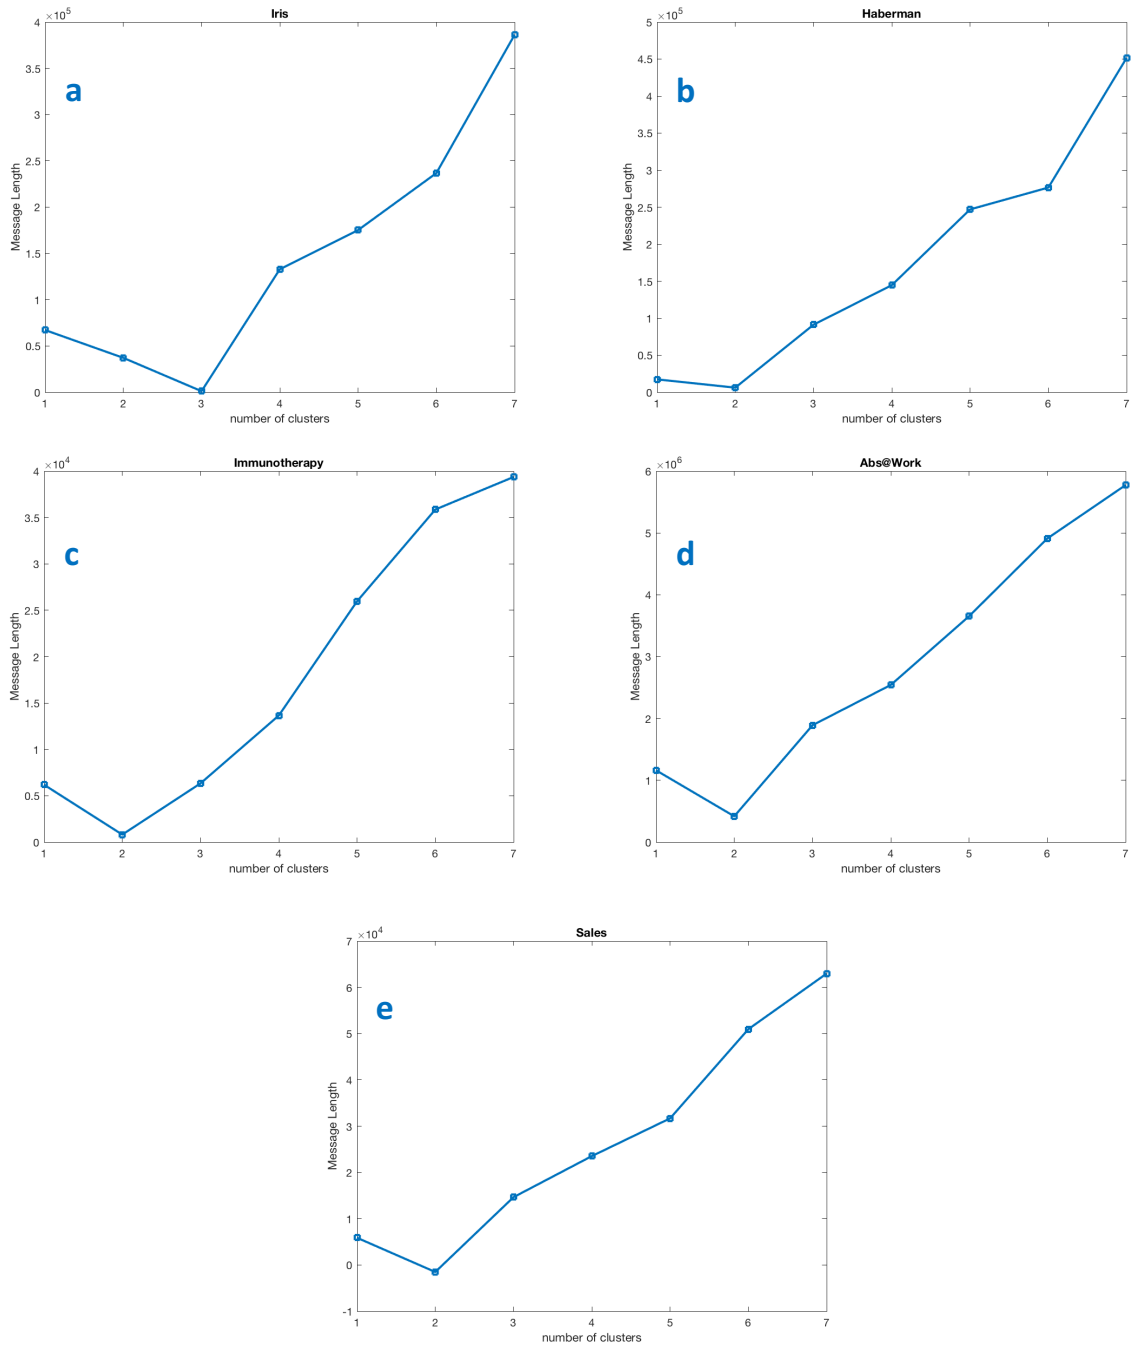 Iris
×10^5
4
3.5
3
2.5
2
1.5
1
0.5
0
Message Length
a
1 2 3 4 5 6 7
number of clusters
Haberman
×10^5
5
4.5
4
3.5
3
2.5
2
1.5
1
0.5
0
Message Length
b
1 2 3 4 5 6 7
number of clusters
Immunotherapy
×10^4
4
3.5
3
2.5
2
1.5
1
0.5
0
Message Length
c
1 2 3 4 5 6 7
number of clusters
Abs@Work
×10^6
6
5
4
3
2
1
0
Message Length
d
1 2 3 4 5 6 7
number of clusters
Sales
×10^4
7
6
5
4
3
2
1
0
-1
Message Length
e
1 2 3 4 5 6 7
number of clusters